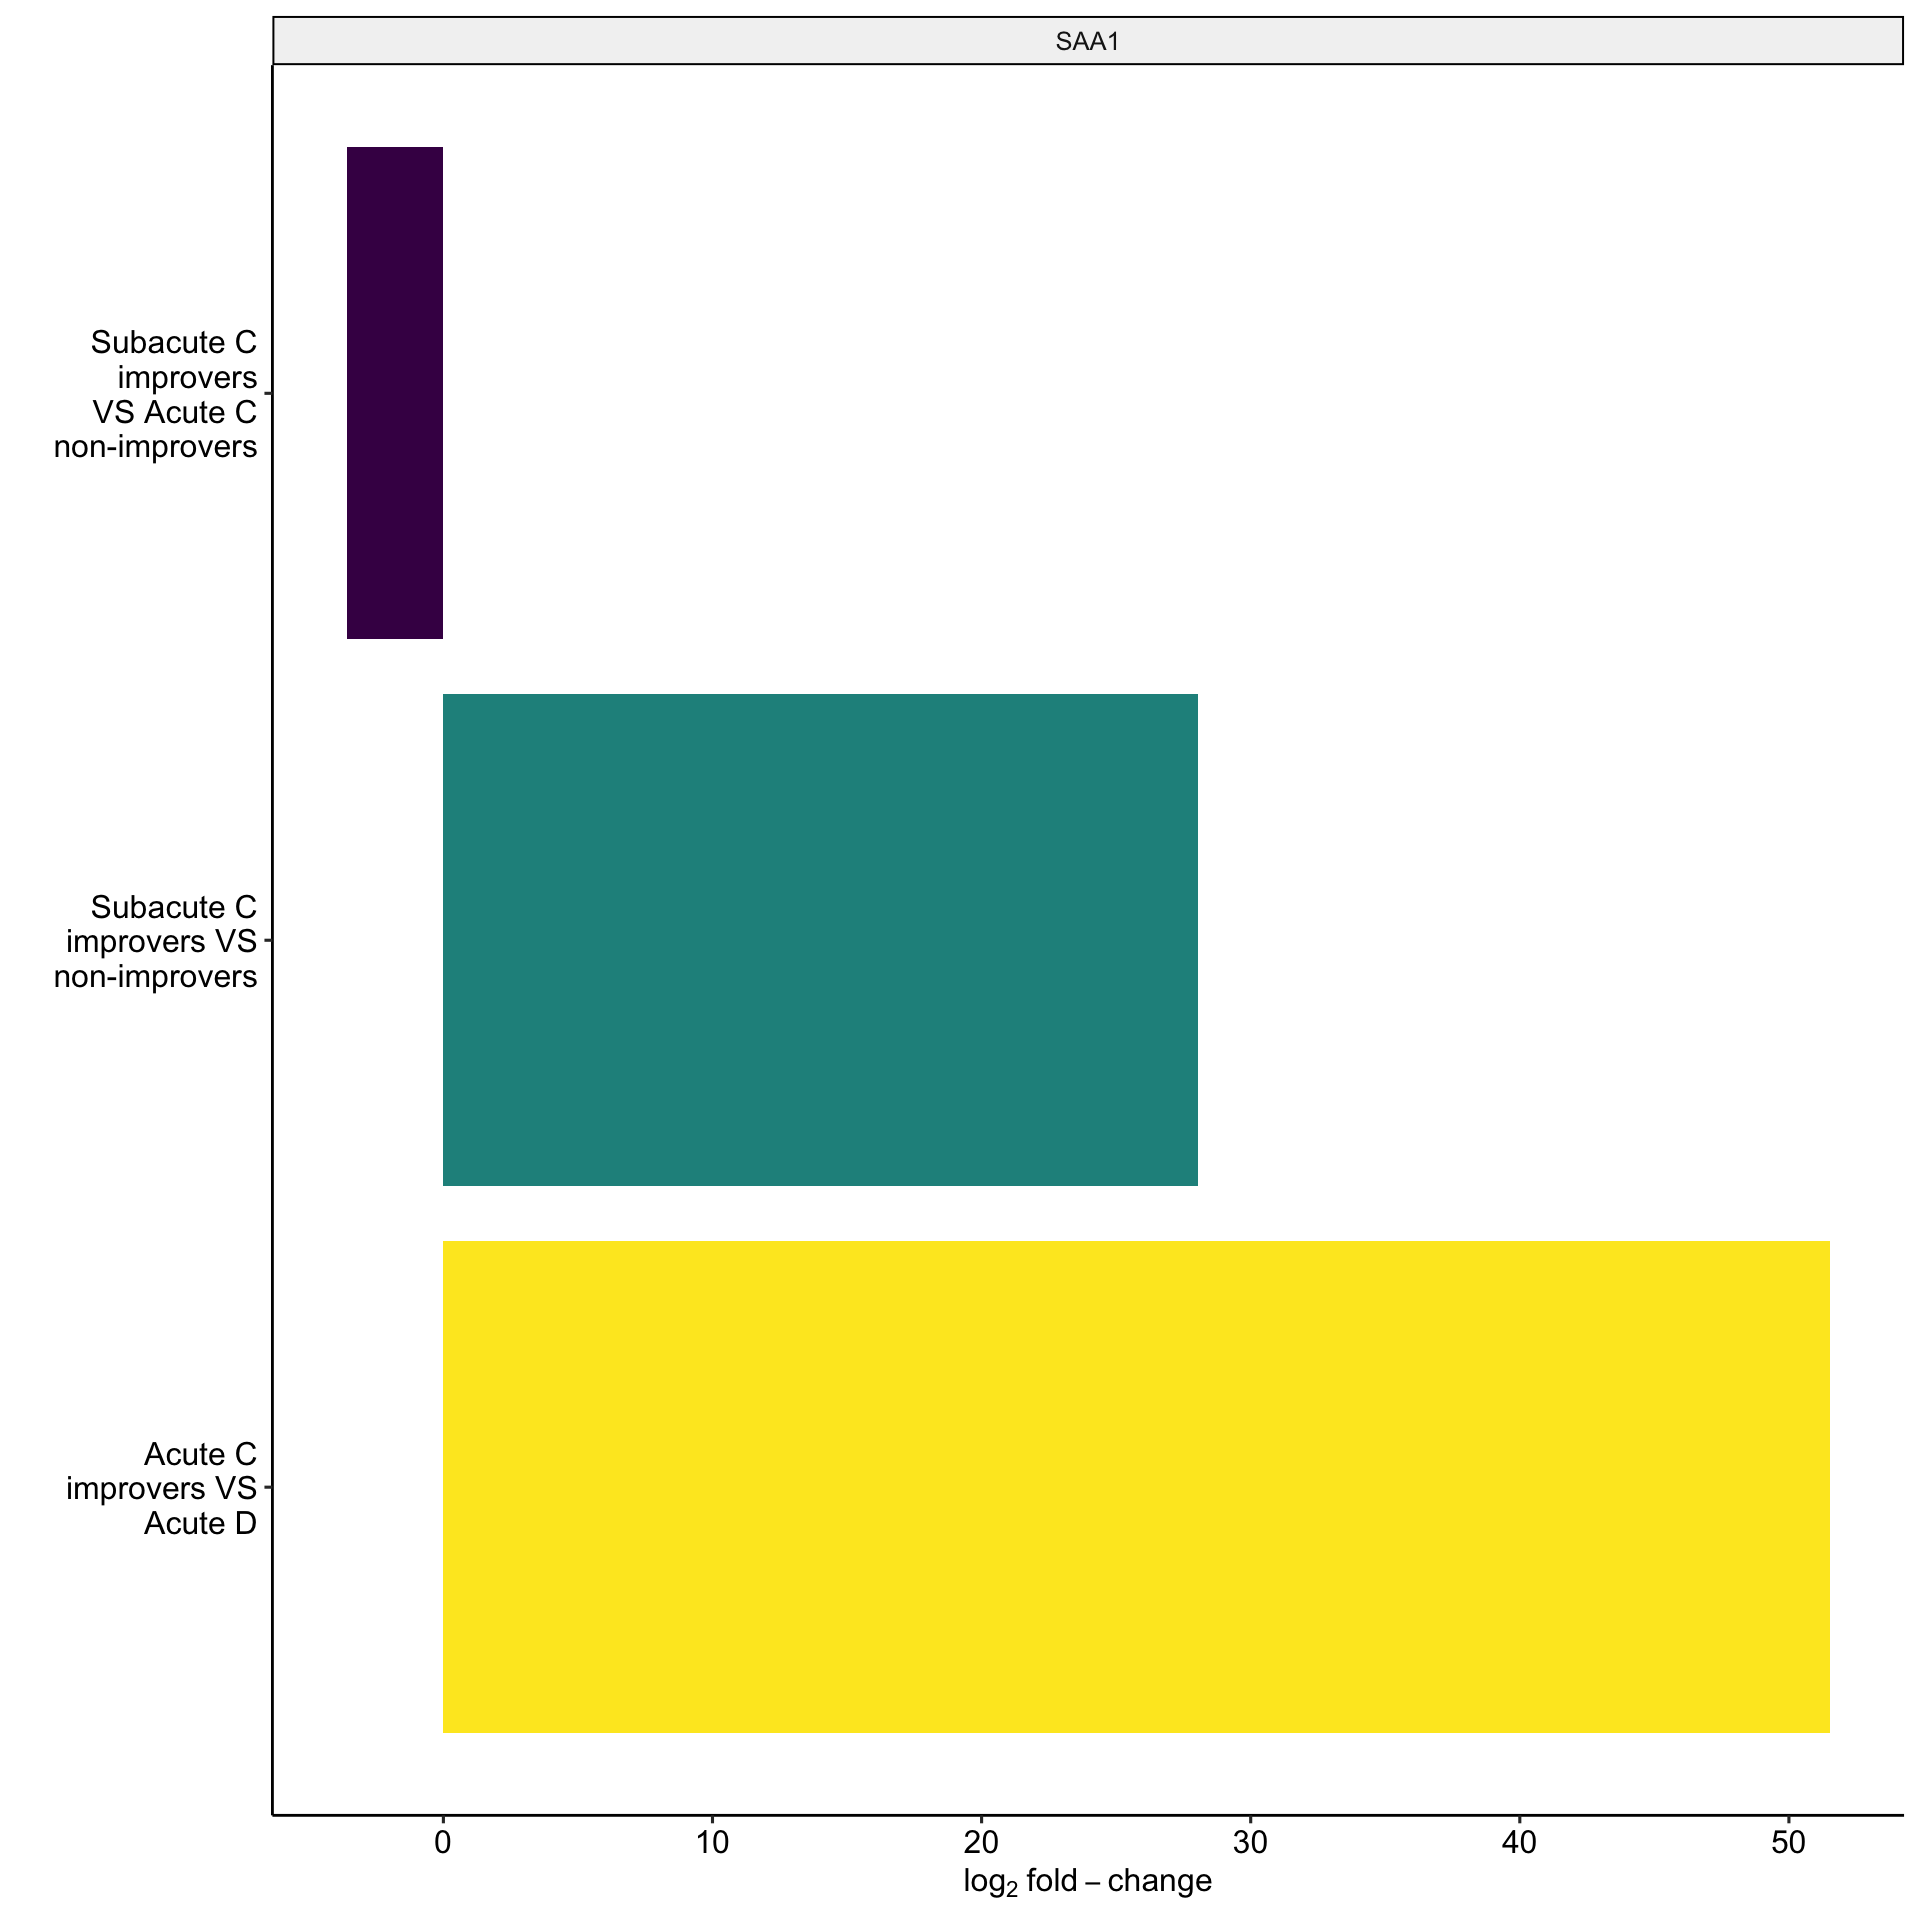 SAA1
Subacute C
improvers
VS Acute C
non-improvers
Subacute C
improvers VS
non-improvers
Acute C
improvers VS
Acute D
0 10 20 30 40 50
log₂ fold – change